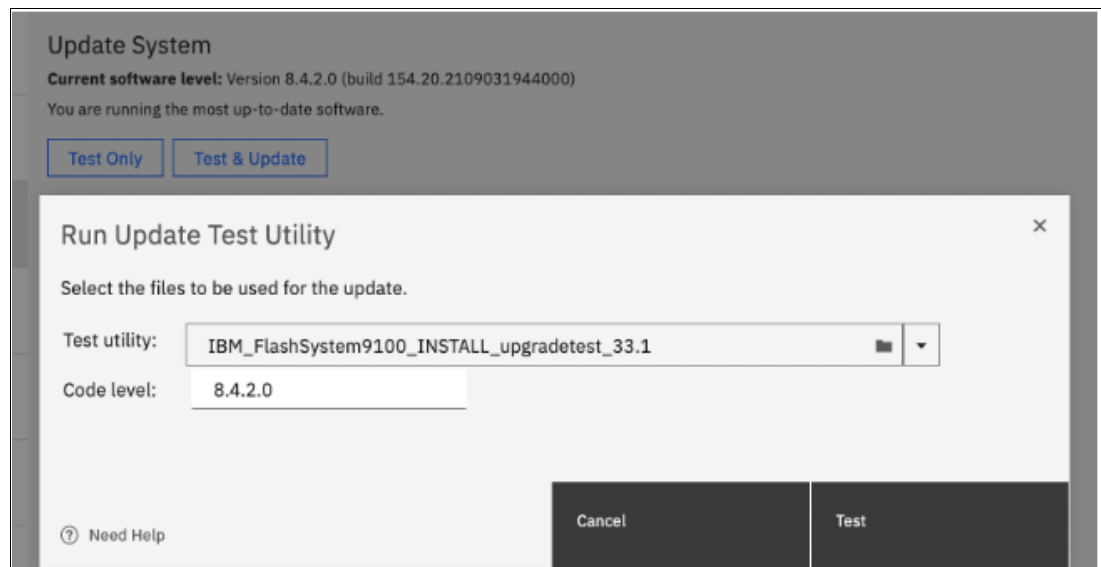 Update System
Current software level: Version 8.4.2.0 (build 154.20.2109031944000)
You are running the most up-to-date software.
Test Only Test & Update
Run Update Test Utility
Select the files to be used for the update.
Test utility: IBM_FlashSystem9100_INSTALL_upgradetest_33.1
Code level: 8.4.2.0
Need Help Cancel Test